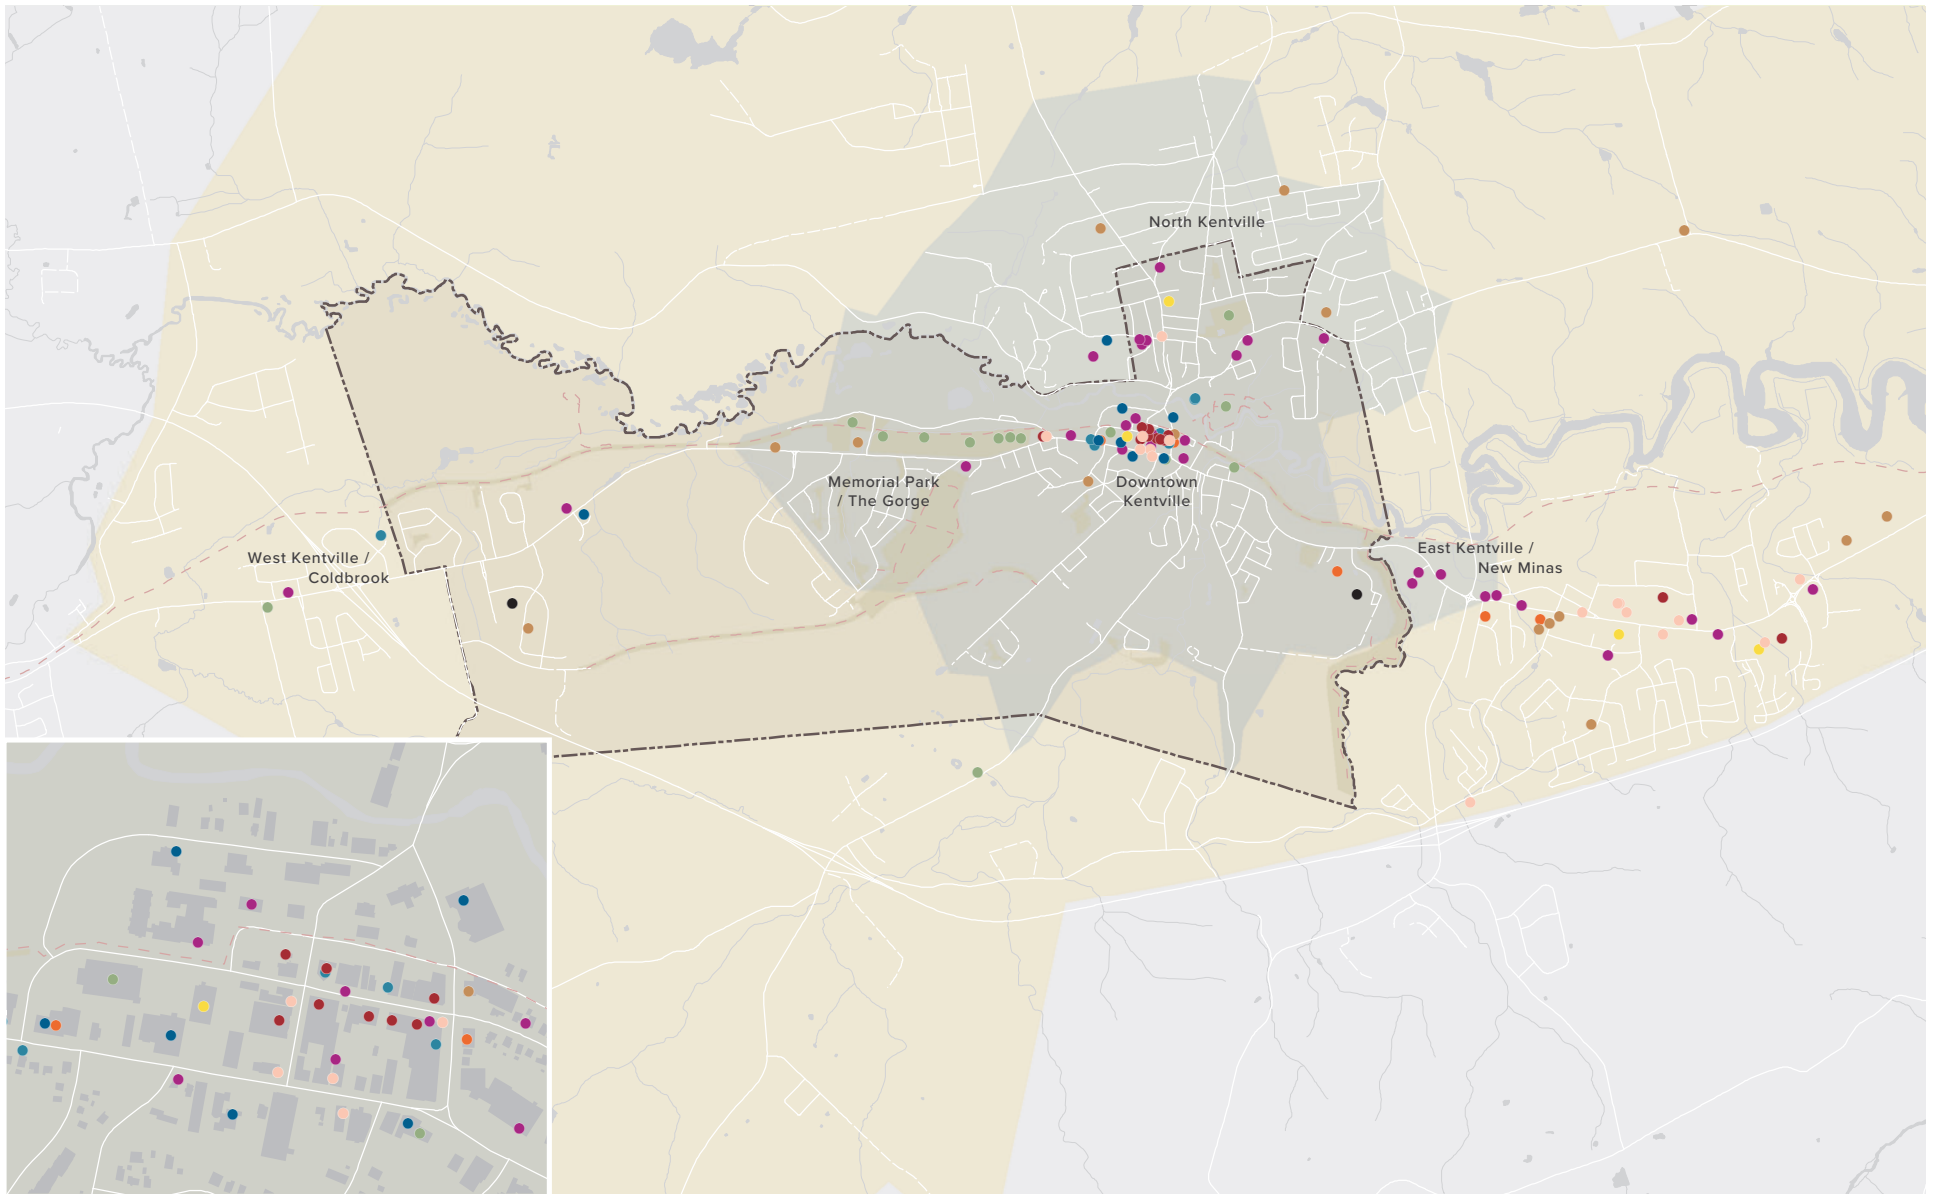 North Kentville
Memorial Park
/ The Gorge
Downtown
Kentville
West Kentville /
Coldbrook
East Kentville /
New Minas